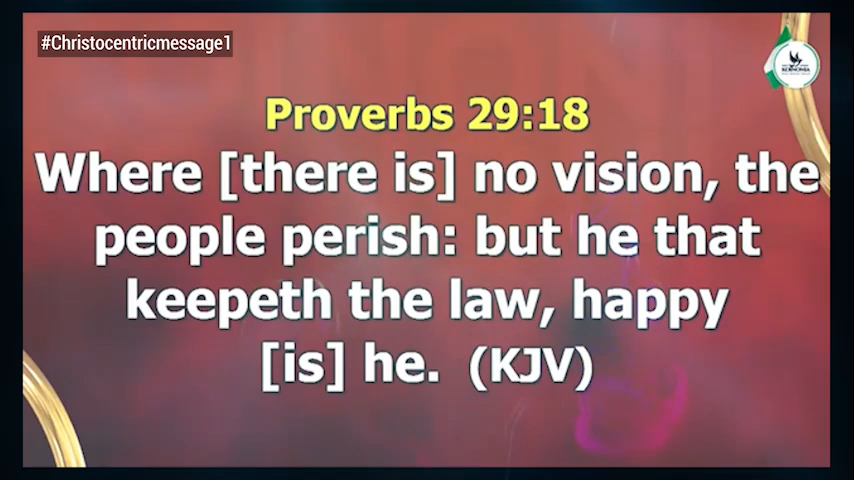 #Christocentricmessage1
KOINONIA
Proverbs 29:18
Where [there is] no vision, the
people perish: but he that
keepeth the law, happy
[is] he. (KJV)